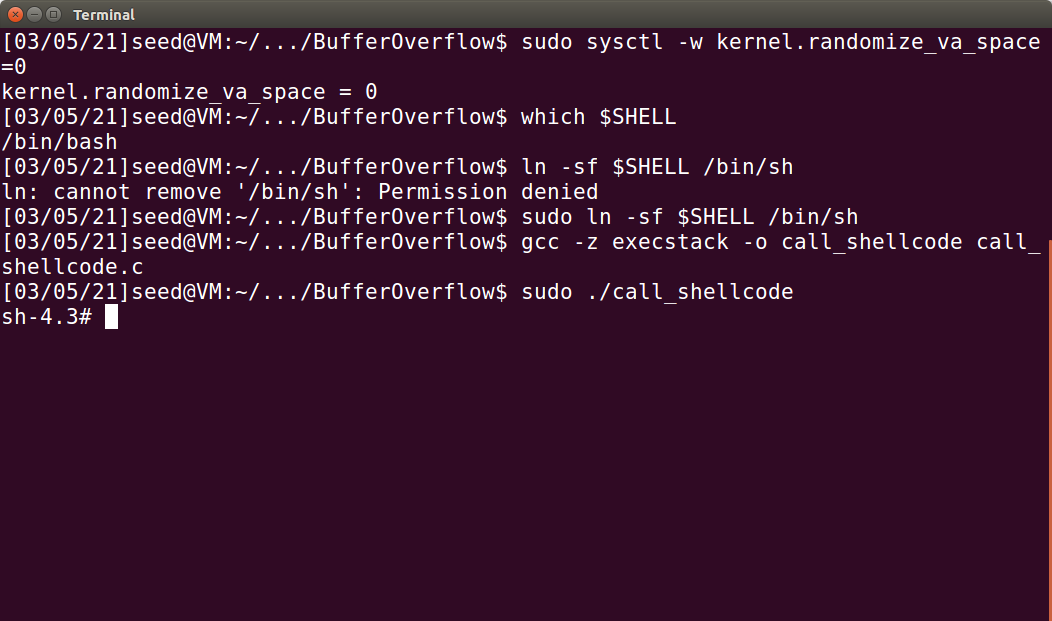 Terminal
[03/05/21]seed@VM:~/.../BufferOverflow$ sudo sysctl -w kernel.randomize_va_space
=0
kernel.randomize_va_space = 0
[03/05/21]seed@VM:~/.../BufferOverflow$ which $SHELL
/bin/bash
[03/05/21]seed@VM:~/.../BufferOverflow$ ln -sf $SHELL /bin/sh
ln: cannot remove '/bin/sh': Permission denied
[03/05/21]seed@VM:~/.../BufferOverflow$ sudo ln -sf $SHELL /bin/sh
[03/05/21]seed@VM:~/.../BufferOverflow$ gcc -z execstack -o call_shellcode call_
shellcode.c
[03/05/21]seed@VM:~/.../BufferOverflow$ sudo ./call_shellcode
sh-4.3#